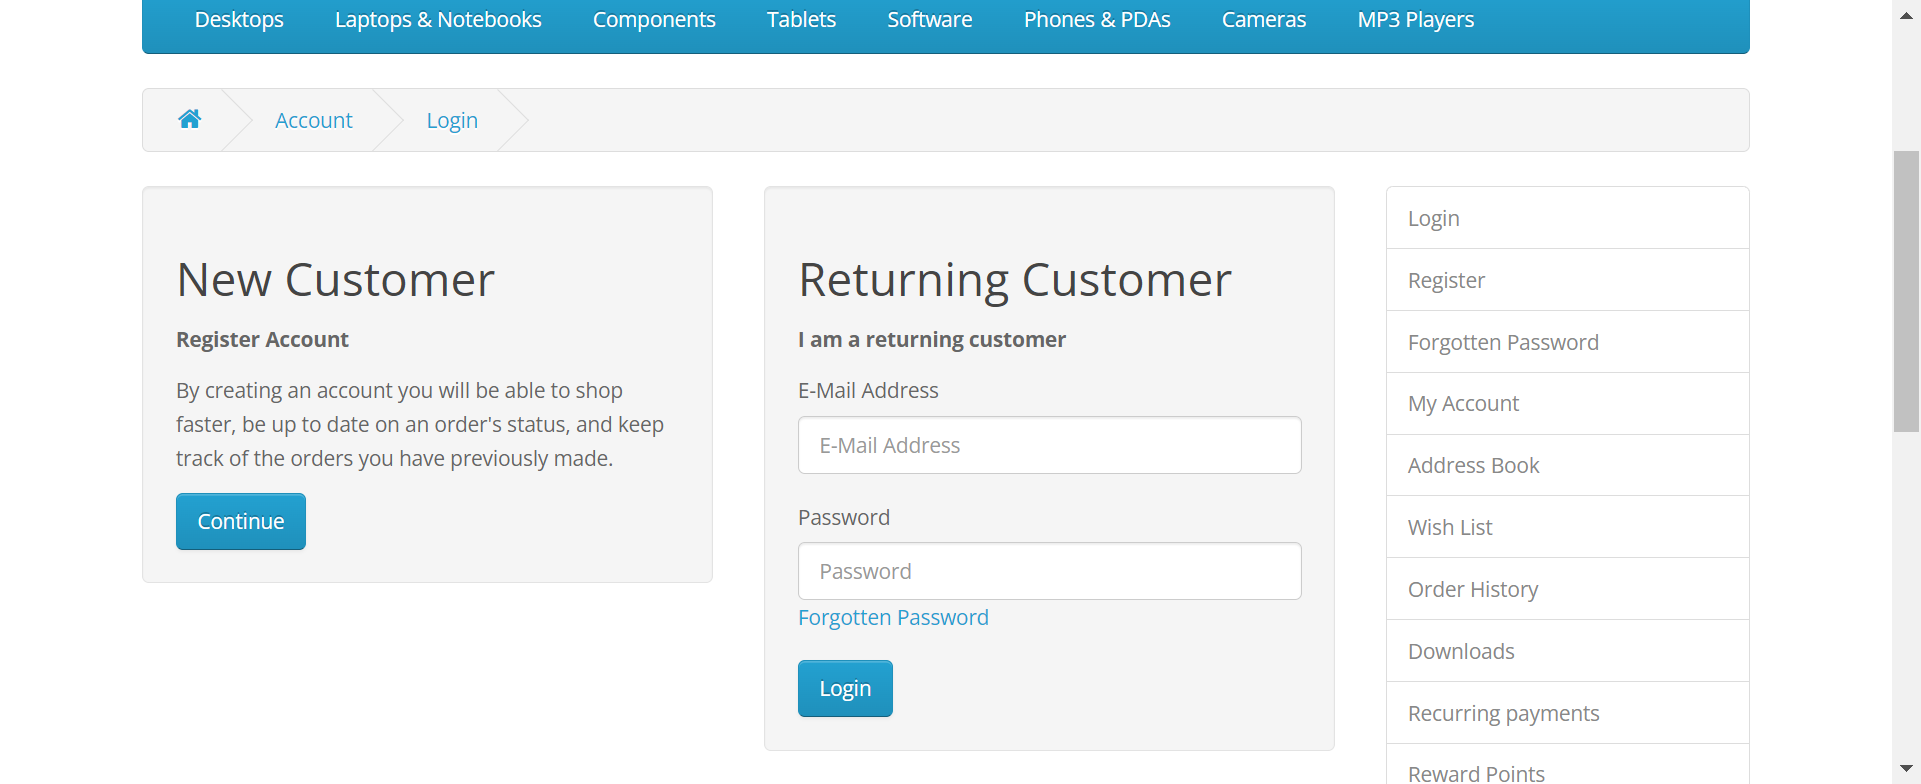 Desktops Laptops & Notebooks Components Tablets Software Phones & PDAs Cameras MP3 Players
Account Login
New Customer
Register Account
By creating an account you will be able to shop
faster, be up to date on an order's status, and keep
track of the orders you have previously made.
Continue
Returning Customer
I am a returning customer
E-Mail Address
E-Mail Address
Password
Password
Forgotten Password
Login
Login
Register
Forgotten Password
My Account
Address Book
Wish List
Order History
Downloads
Recurring payments
Reward Points